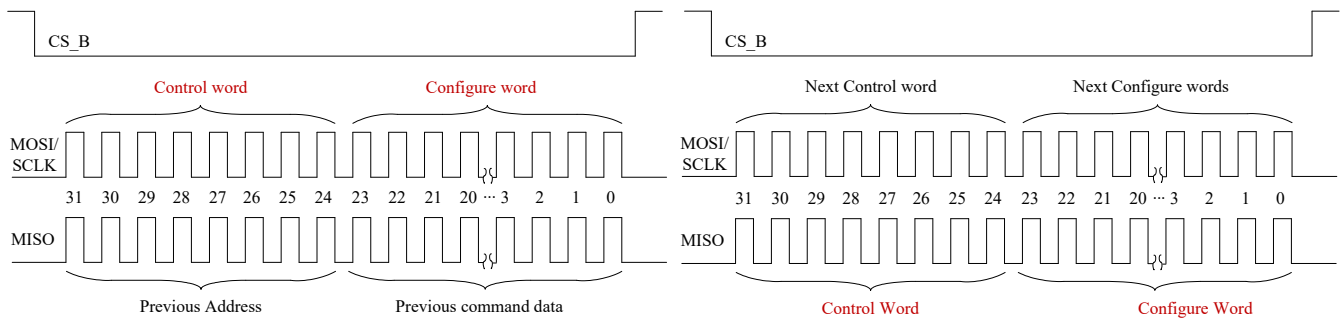 CS_B
Control word
Configure word
MOSI/
SCLK
31 30 29 28 27 26 25 24 23 22 21 20 ··· 3 2 1 0
MISO
Previous Address
Previous command data
CS_B
Next Control word
Next Configure words
MOSI/
SCLK
31 30 29 28 27 26 25 24 23 22 21 20 ··· 3 2 1 0
MISO
Control Word
Configure Word